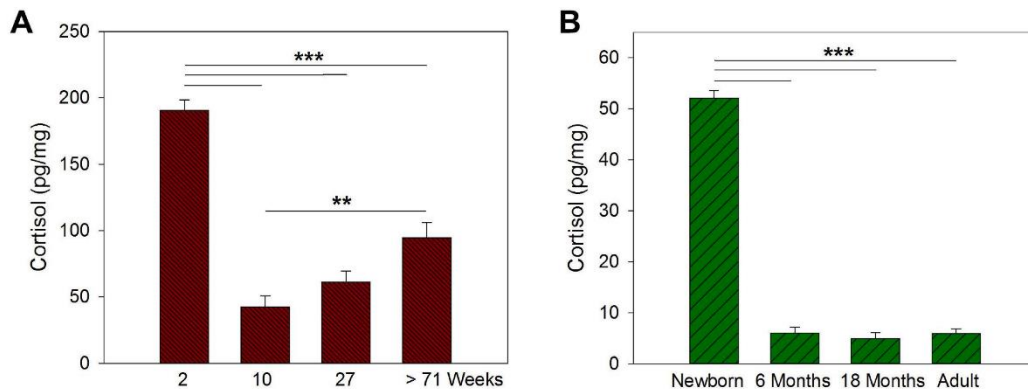 A
Cortisol (pg/mg)
250
200
150
100
50
0
***
**
2 10 27 > 71 Weeks
B
Cortisol (pg/mg)
60
50
40
30
20
10
0
***
Newborn 6 Months 18 Months Adult